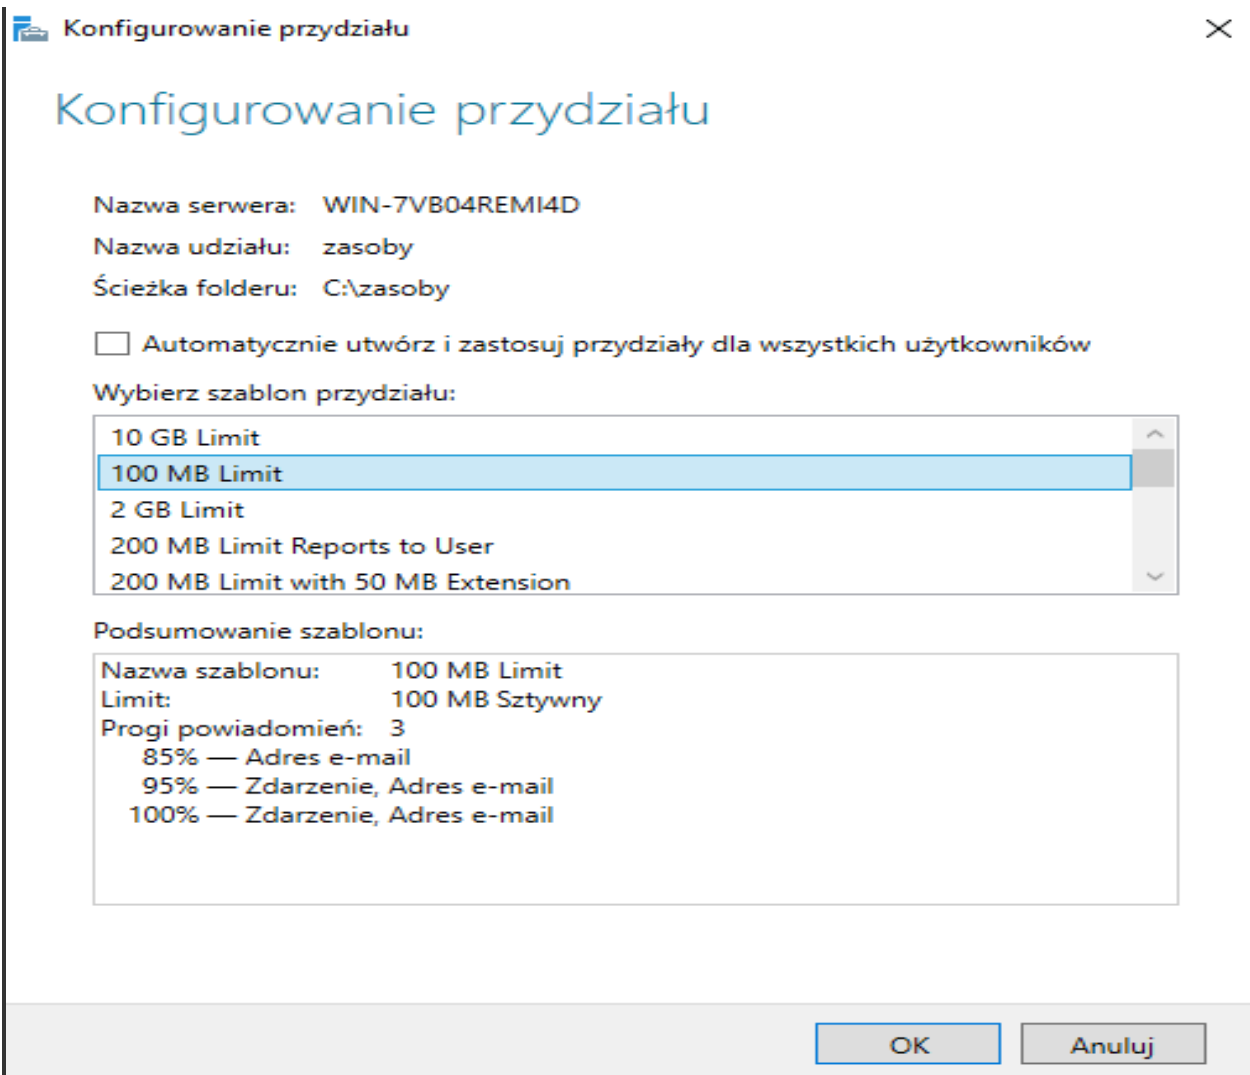 Konfigurowanie przydziału
Konfigurowanie przydziału
Nazwa serwera: WIN-7VB04REMI4D
Nazwa udziału: zasoby
Ścieżka folderu: C:\zasoby
Automatycznie utwórz i zastosuj przydziały dla wszystkich użytkowników
Wybierz szablon przydziału:
10 GB Limit
100 MB Limit
2 GB Limit
200 MB Limit Reports to User
200 MB Limit with 50 MB Extension
Podsumowanie szablonu:
Nazwa szablonu: 100 MB Limit
Limit: 100 MB Sztywny
Progi powiadomień: 3
85% — Adres e-mail
95% — Zdarzenie, Adres e-mail
100% — Zdarzenie, Adres e-mail
OK Anuluj